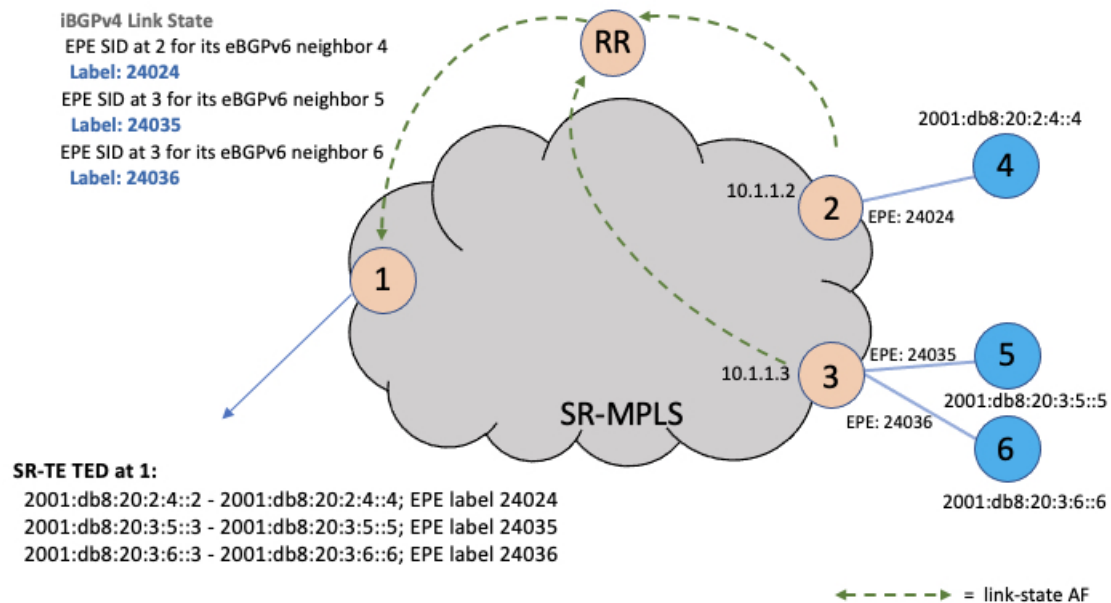 iBGPv4 Link State
EPE SID at 2 for its eBGPv6 neighbor 4
Label: 24024
EPE SID at 3 for its eBGPv6 neighbor 5
Label: 24035
EPE SID at 3 for its eBGPv6 neighbor 6
Label: 24036
RR
2001:db8:20:2:4::4
4
10.1.1.2
2
EPE: 24024
1
EPE: 24035
5
10.1.1.3
3
2001:db8:20:3:5::5
SR-MPLS
EPE: 24036
6
2001:db8:20:3:6::6
SR-TE TED at 1:
2001:db8:20:2:4::2 - 2001:db8:20:2:4::4; EPE label 24024
2001:db8:20:3:5::3 - 2001:db8:20:3:5::5; EPE label 24035
2001:db8:20:3:6::3 - 2001:db8:20:3:6::6; EPE label 24036
= link-state AF